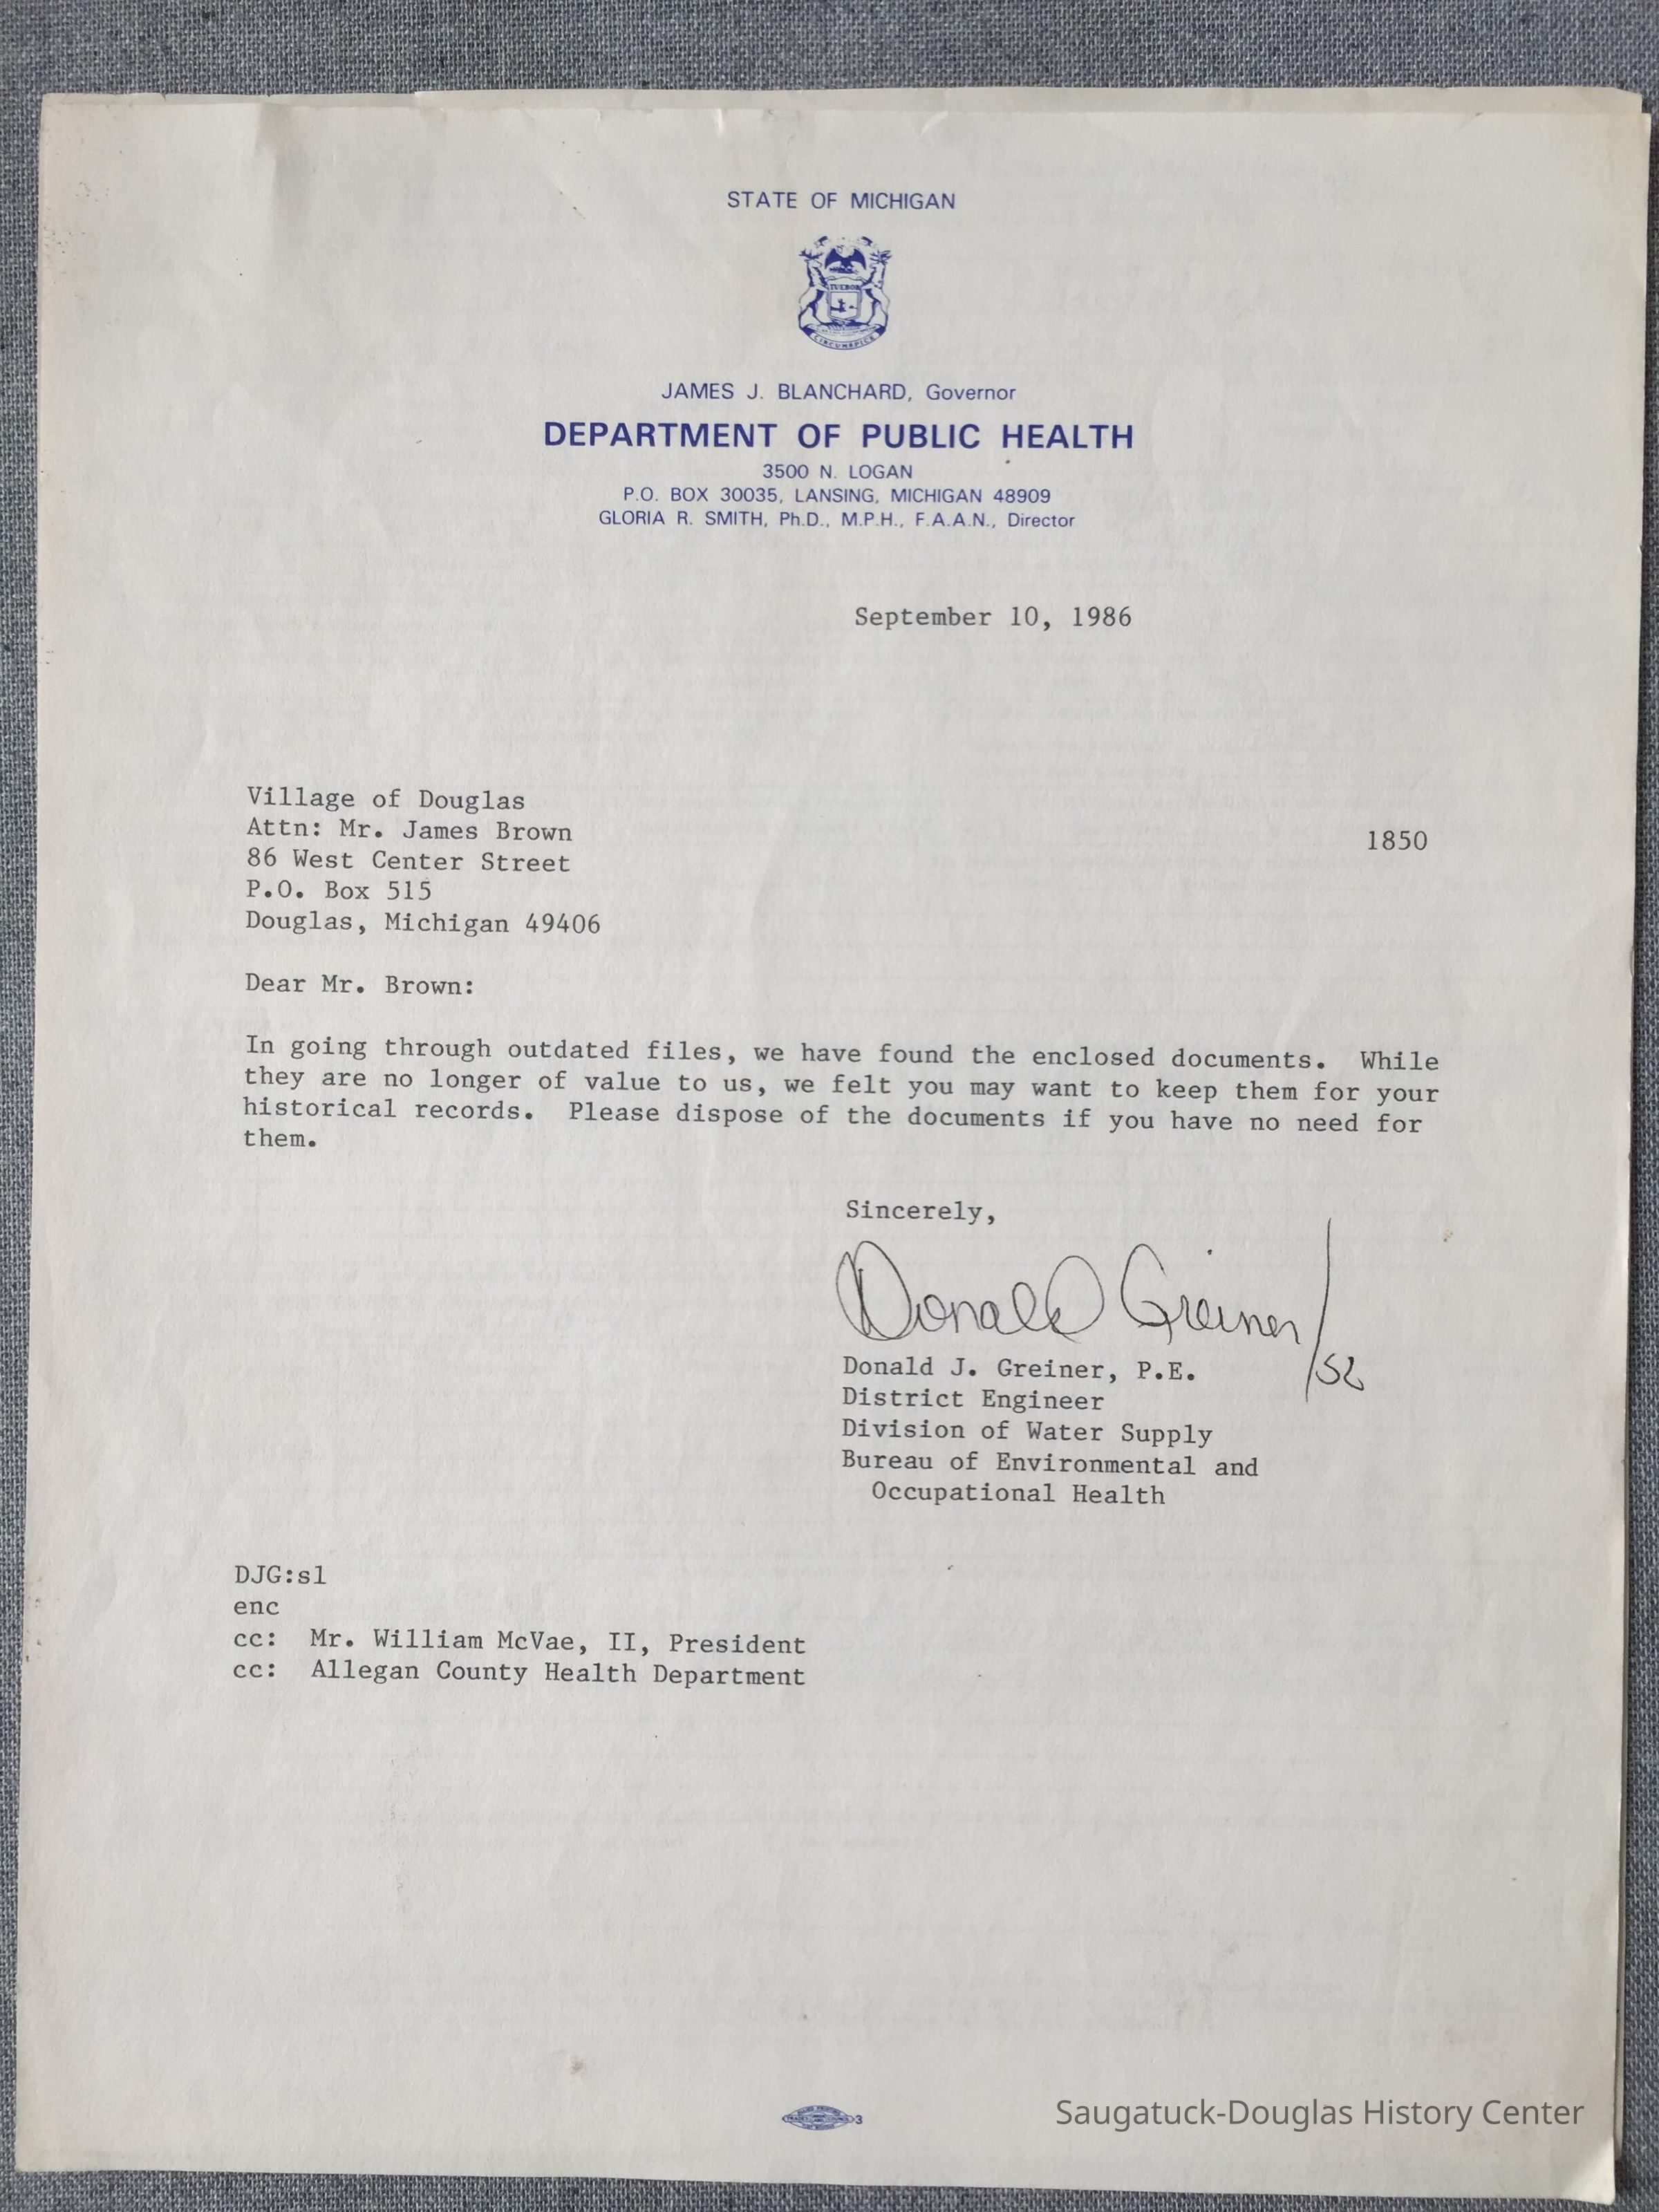 STATE OF MICHIGAN
TUEBOR
CIRCUMSPICE
JAMES J. BLANCHARD, Governor
DEPARTMENT OF PUBLIC HEALTH
3500 N. LOGAN
P.O. BOX 30035, LANSING, MICHIGAN 48909
GLORIA R. SMITH, Ph.D., M.P.H., F.A.A.N., Director
September 10, 1986
Village of Douglas
Attn: Mr. James Brown
86 West Center Street
P.O. Box 515
Douglas, Michigan 49406
1850
Dear Mr. Brown:
In going through outdated files, we have found the enclosed documents.  While
they are no longer of value to us, we felt you may want to keep them for your
historical records.  Please dispose of the documents if you have no need for
them.
Sincerely,
Donald Greiner/sl
Donald J. Greiner, P.E.
District Engineer
Division of Water Supply
Bureau of Environmental and
Occupational Health
DJG:sl
enc
cc:  Mr. William McVae, II, President
cc:  Allegan County Health Department
3
Saugatuck-Douglas History Center